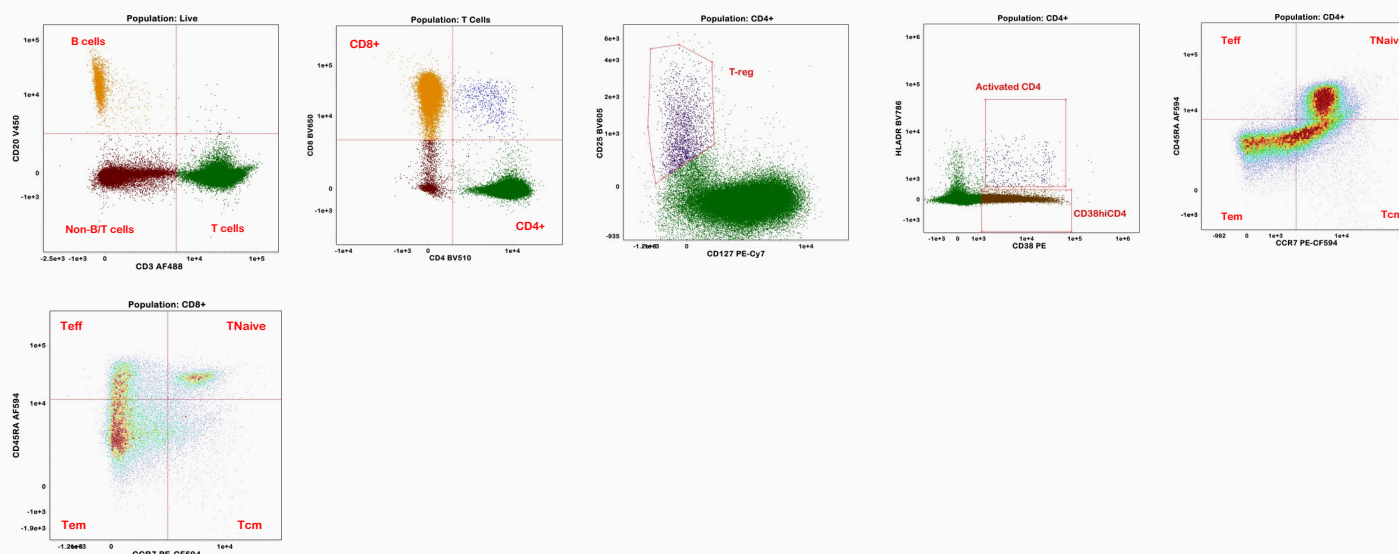 Population: Live
B cells
1e+5
1e+4
0
-1e+3
CD20 V450
Non-B/T cells
T cells
-2.5e+3 -1e+3 0 1e+4 1e+5
CD3 AF488
Population: T Cells
CD8+
1e+5
1e+4
0
-1e+3
CD8 BV650
CD4+
-1e+4 0 1e+4
CD4 BV510
Population: CD4+
6e+3
4e+3
2e+3
1e+3
0
-935
CD25 BV605
T-reg
0 1e+4
CD127 PE-Cy7
Population: CD4+
1e+6
1e+5
1e+4
1e+3
0
-1e+3
HLADR BV786
Activated CD4
CD38hiCD4
-1e+3 0 1e+3 1e+4 1e+5 1e+6
CD38 PE
Population: CD4+
Teff
TNaive
1e+5
1e+4
0
-1e+3
CD45RA AF594
Tem
Tcm
-962 0 1e+3 1e+4
CCR7 PE-CF594
Population: CD8+
Teff
TNaive
1e+5
1e+4
0
-1e+3
-1.9e+3
CD45RA AF594
Tem
Tcm
0 1e+4
CCR7 PE-CF594